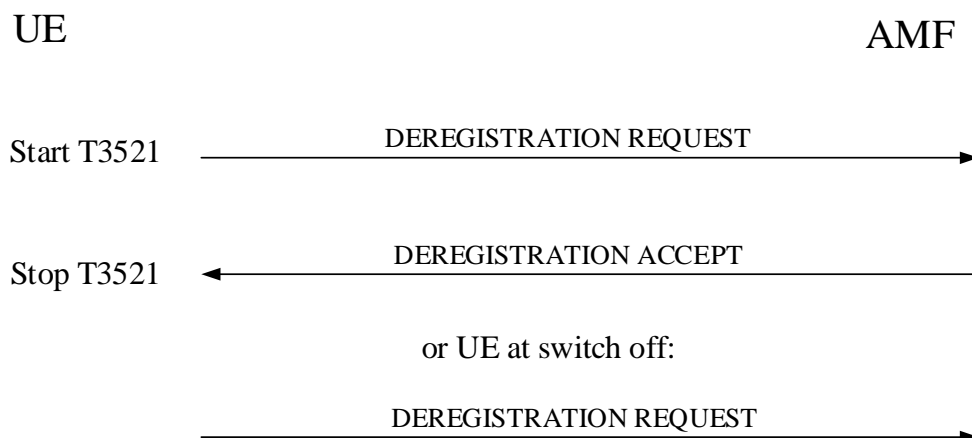 UE
AMF
Start T3521
DEREGISTRATION REQUEST
Stop T3521
DEREGISTRATION ACCEPT
or UE at switch off:
DEREGISTRATION REQUEST